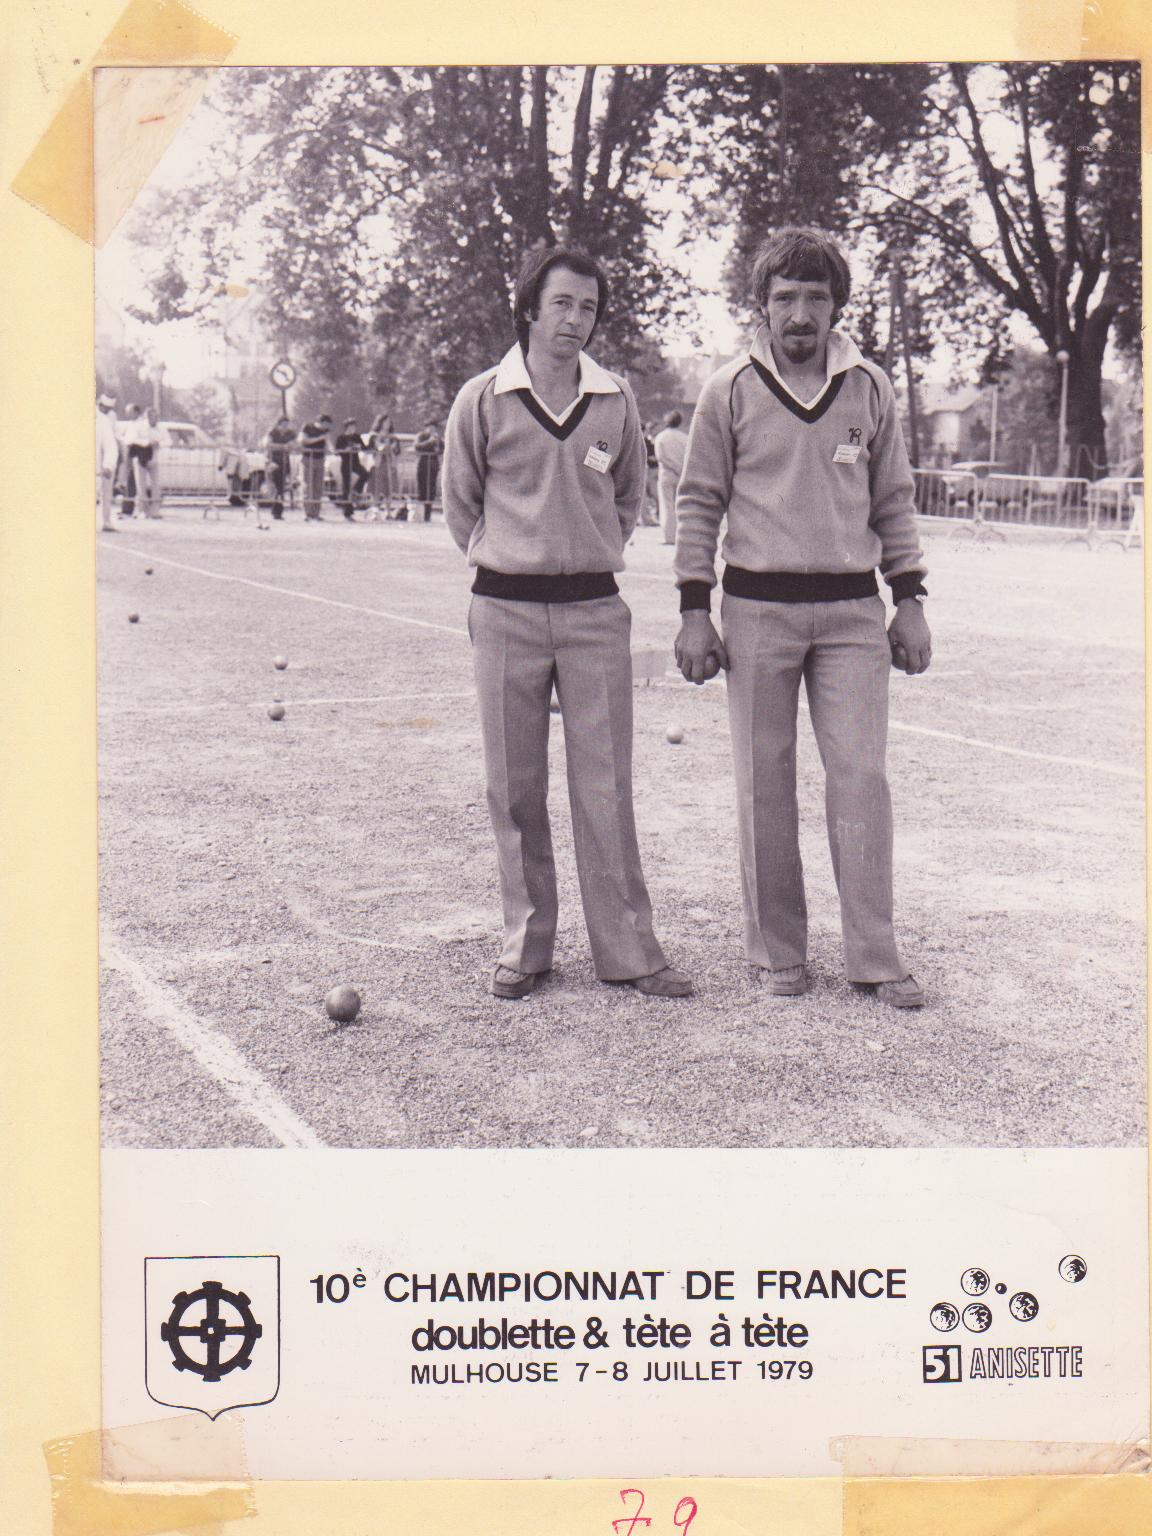 10è CHAMPIONNAT DE FRANCE
doublette & tète à tète
MULHOUSE 7-8 JUILLET 1979
51 ANISETTE
79